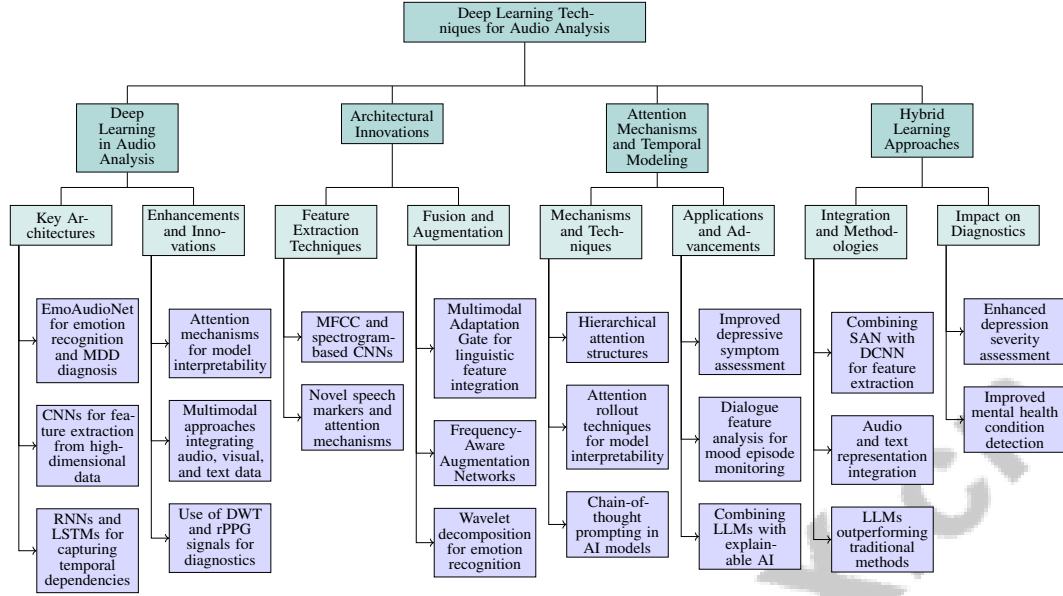 Deep Learning Tech-
niques for Audio Analysis
Deep
Learning
in Audio
Analysis
Architectural
Innovations
Attention
Mechanisms
and Temporal
Modeling
Hybrid
Learning
Approaches
Key Ar-
chitectures
Enhancements
and Inno-
vations
Feature
Extraction
Techniques
Fusion and
Augmentation
Mechanisms
and Tech-
niques
Applications
and Ad-
vancements
Integration
and Method-
ologies
Impact on
Diagnostics
EmoAudioNet
for emotion
recognition
and MDD
diagnosis
CNNs for fea-
ture extraction
from high-
dimensional
data
RNNs and
LSTMs for
capturing
temporal
dependencies
Attention
mechanisms
for model
interpretability
Multimodal
approaches
integrating
audio, visual,
and text data
Use of DWT
and rPPG
signals for
diagnostics
MFCC and
spectrogram-
based CNNs
Novel speech
markers and
attention
mechanisms
Multimodal
Adaptation
Gate for
linguistic
feature
integration
Frequency-
Aware
Augmentation
Networks
Wavelet
decomposition
for emotion
recognition
Hierarchical
attention
structures
Attention
rollout
techniques
for model
interpretability
Chain-of-
thought
prompting in
AI models
Improved
depressive
symptom
assessment
Dialogue
feature
analysis for
mood episode
monitoring
Combining
LLMs with
explain-
able AI
Combining
SAN with
DCNN
for feature
extraction
Audio
and text
representation
integration
LLMs
outperforming
traditional
methods
Enhanced
depression
severity
assessment
Improved
mental health
condition
detection